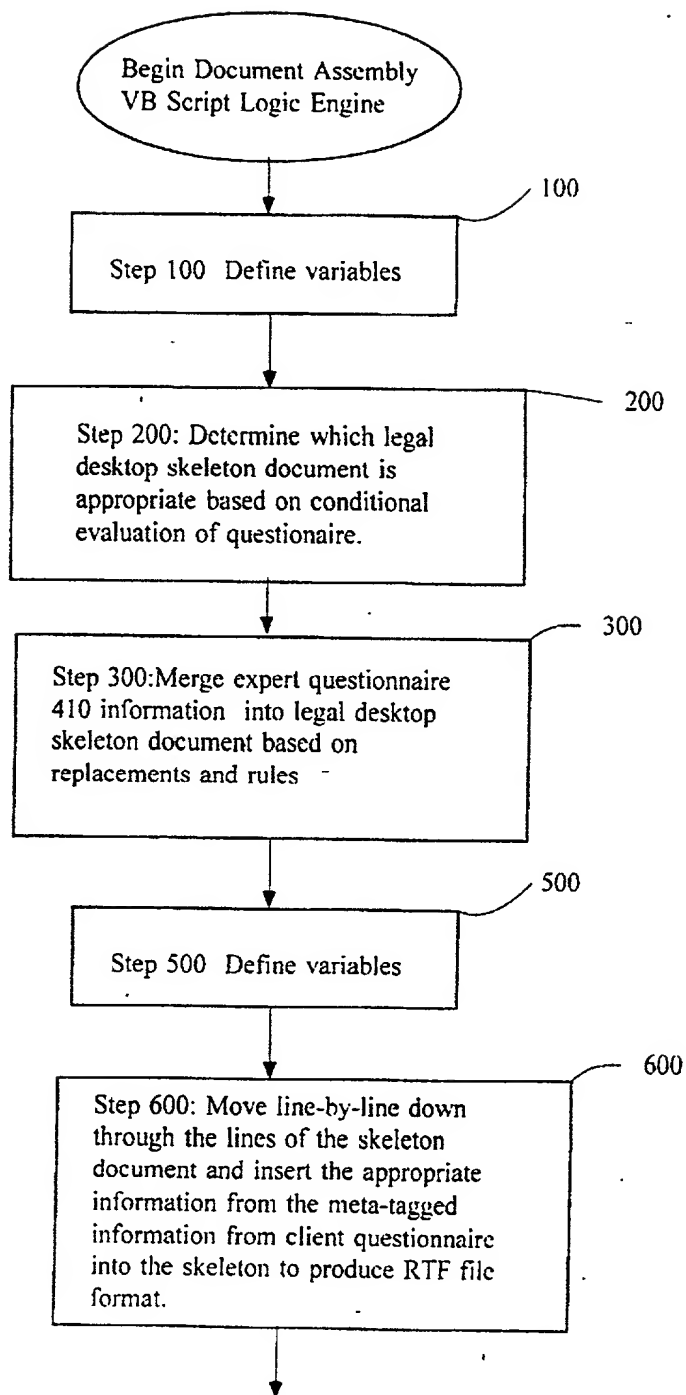 Begin Document Assembly
VB Script Logic Engine
100
Step 100 Define variables
200
Step 200: Determine which legal
desktop skeleton document is
appropriate based on conditional
evaluation of questionaire.
300
Step 300:Merge expert questionnaire
410 information into legal desktop
skeleton document based on
replacements and rules
500
Step 500 Define variables
600
Step 600: Move line-by-line down
through the lines of the skeleton
document and insert the appropriate
information from the meta-tagged
information from client questionnaire
into the skeleton to produce RTF file
format.